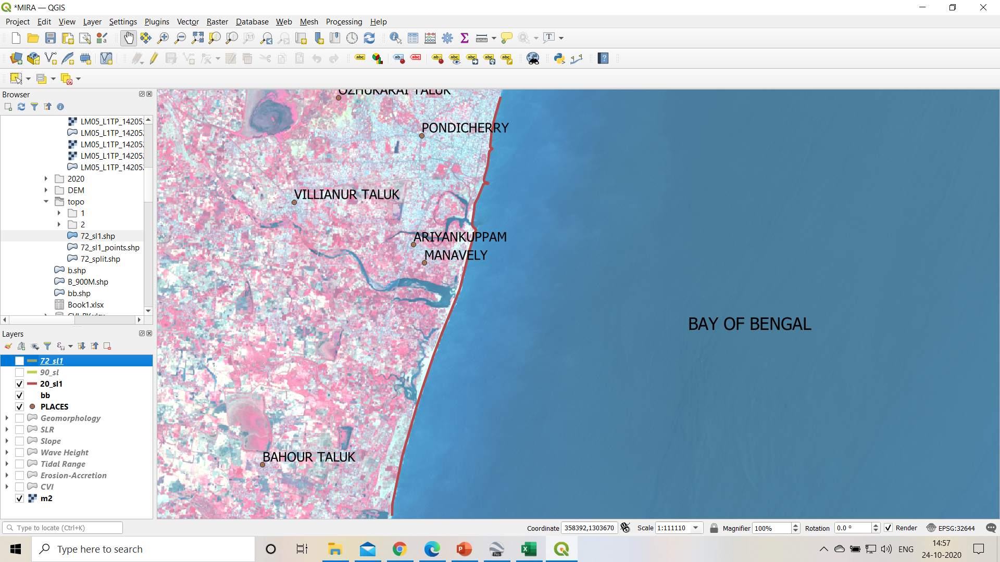 *MIRA — QGIS
Project Edit View Layer Settings Plugins Vector Raster Database Web Mesh Processing Help
Browser
LM05_L1TP_14205
LM05_L1TP_14205
LM05_L1TP_14205
LM05_L1TP_14205
LM05_L1TP_14205
2020
DEM
topo
1
2
72_sl1.shp
72_sl1_points.shp
72_split.shp
b.shp
B_900M.shp
bb.shp
Book1.xlsx
Layers
72_sl1
90_sl
20_sl1
bb
PLACES
Geomorphology
SLR
Slope
Wave Height
Tidal Range
Erosion-Accretion
CVI
m2
OZHUKARAI TALUK
PONDICHERRY
VILLIANUR TALUK
ARIYANKUPPAM
MANAVELY
BAY OF BENGAL
BAHOUR TALUK
Type to locate (Ctrl+K)
Coordinate 358392,1303670 Scale 1:111110 Magnifier 100% Rotation 0.0 ° Render EPSG:32644
Type here to search
ENG
14:57
24-10-2020